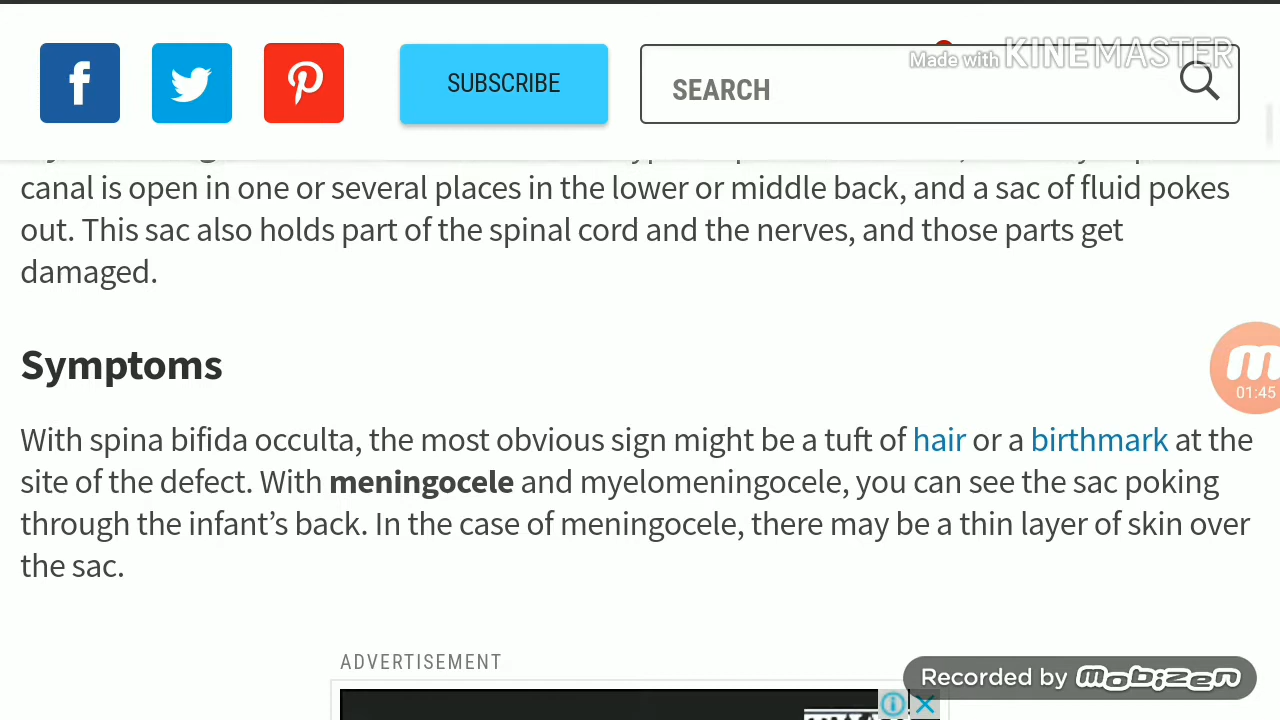 SUBSCRIBE
SEARCH
Made with KINEMASTER
canal is open in one or several places in the lower or middle back, and a sac of fluid pokes
out. This sac also holds part of the spinal cord and the nerves, and those parts get
damaged.
Symptoms
01:45
With spina bifida occulta, the most obvious sign might be a tuft of hair or a birthmark at the
site of the defect. With meningocele and myelomeningocele, you can see the sac poking
through the infant’s back. In the case of meningocele, there may be a thin layer of skin over
the sac.
ADVERTISEMENT
Recorded by mobizen